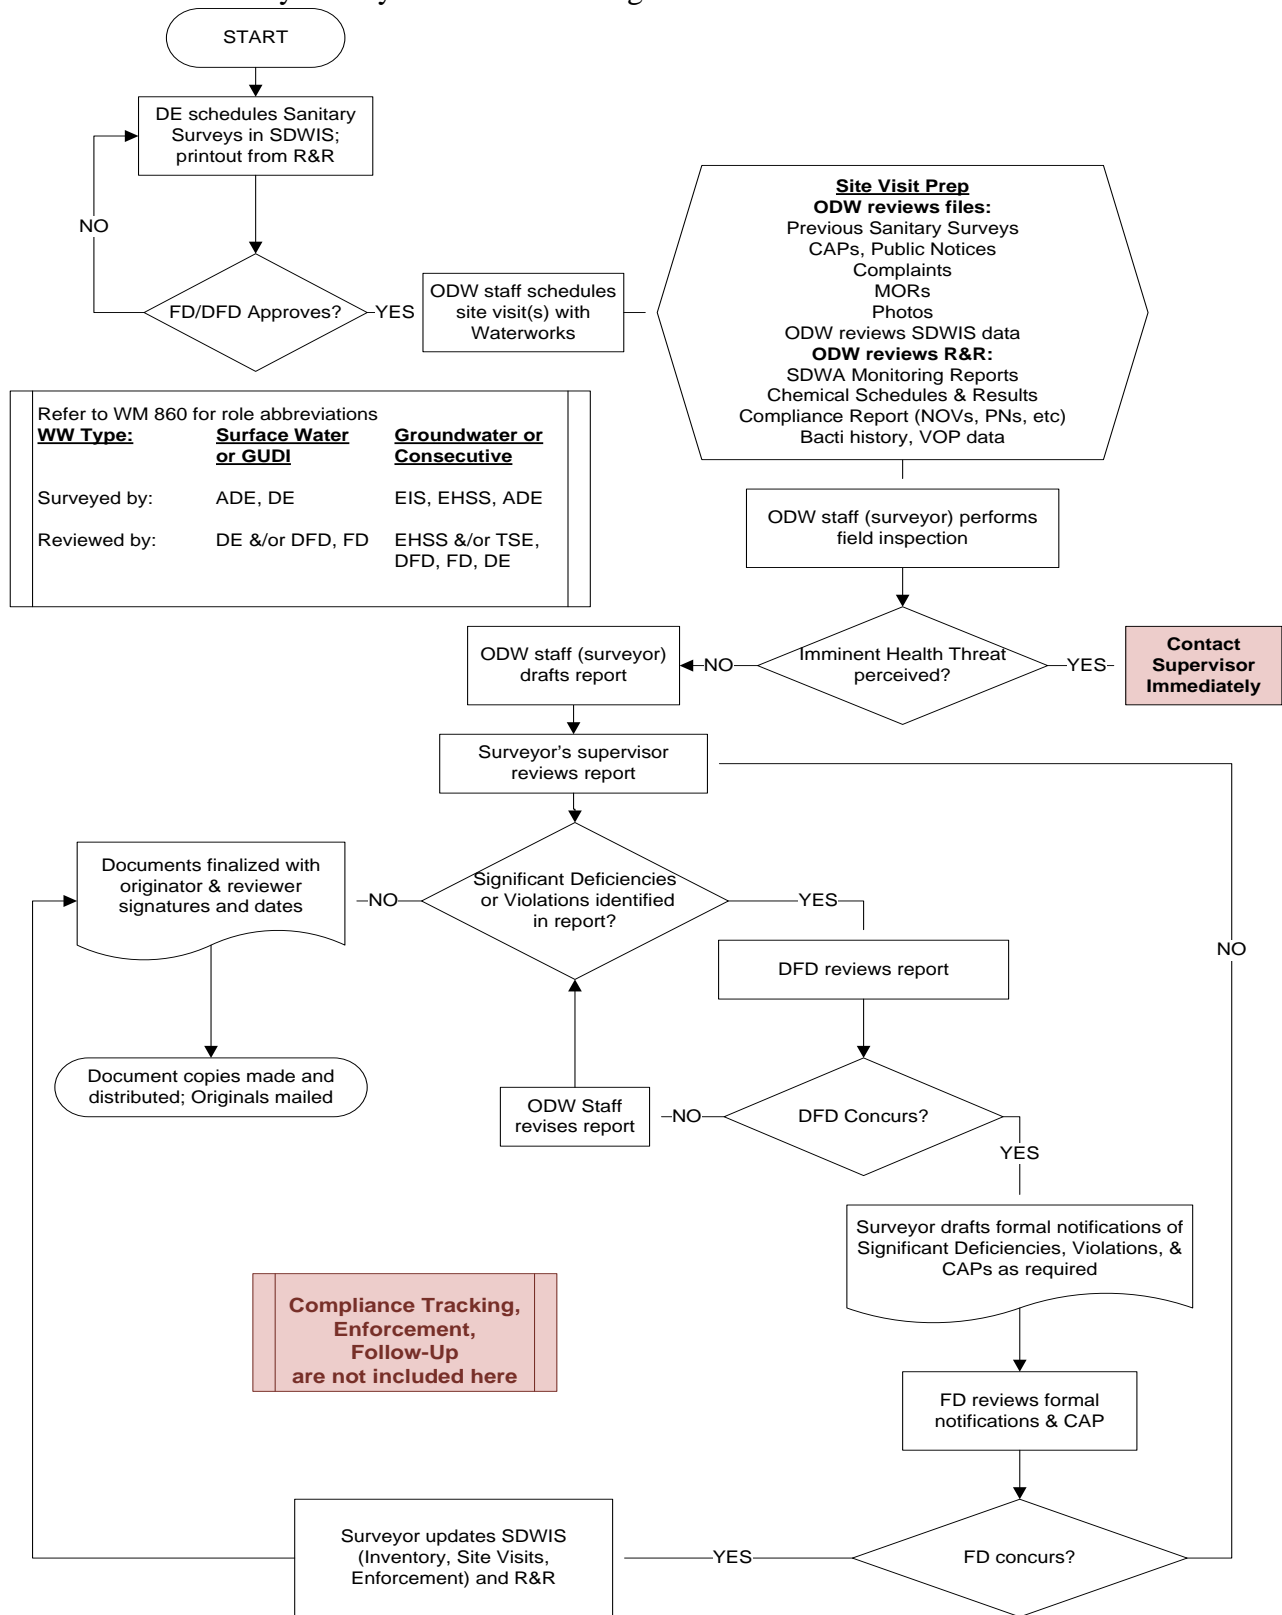 START
DE schedules Sanitary
Surveys in SDWIS;
printout from R&R
NO
FD/DFD Approves?
YES
ODW staff schedules
site visit(s) with
Waterworks
Site Visit Prep
ODW reviews files:
Previous Sanitary Surveys
CAPs, Public Notices
Complaints
MORs
Photos
ODW reviews SDWIS data
ODW reviews R&R:
SDWA Monitoring Reports
Chemical Schedules & Results
Compliance Report (NOVs, PNs, etc)
Bacti history, VOP data
Refer to WM 860 for role abbreviations
WW Type: Surface Water Groundwater or
or GUDI Consecutive
Surveyed by: ADE, DE EIS, EHSS, ADE
Reviewed by: DE &/or DFD, FD EHSS &/or TSE,
DFD, FD, DE
ODW staff (surveyor) performs
field inspection
Imminent Health Threat
perceived?
YES
Contact
Supervisor
Immediately
NO
ODW staff (surveyor)
drafts report
Surveyor's supervisor
reviews report
Significant Deficiencies
or Violations identified
in report?
NO
Documents finalized with
originator & reviewer
signatures and dates
Document copies made and
distributed; Originals mailed
YES
DFD reviews report
DFD Concurs?
NO
ODW Staff
revises report
YES
Surveyor drafts formal notifications of
Significant Deficiencies, Violations, &
CAPs as required
FD reviews formal
notifications & CAP
FD concurs?
NO
YES
Surveyor updates SDWIS
(Inventory, Site Visits,
Enforcement) and R&R
Compliance Tracking,
Enforcement,
Follow-Up
are not included here